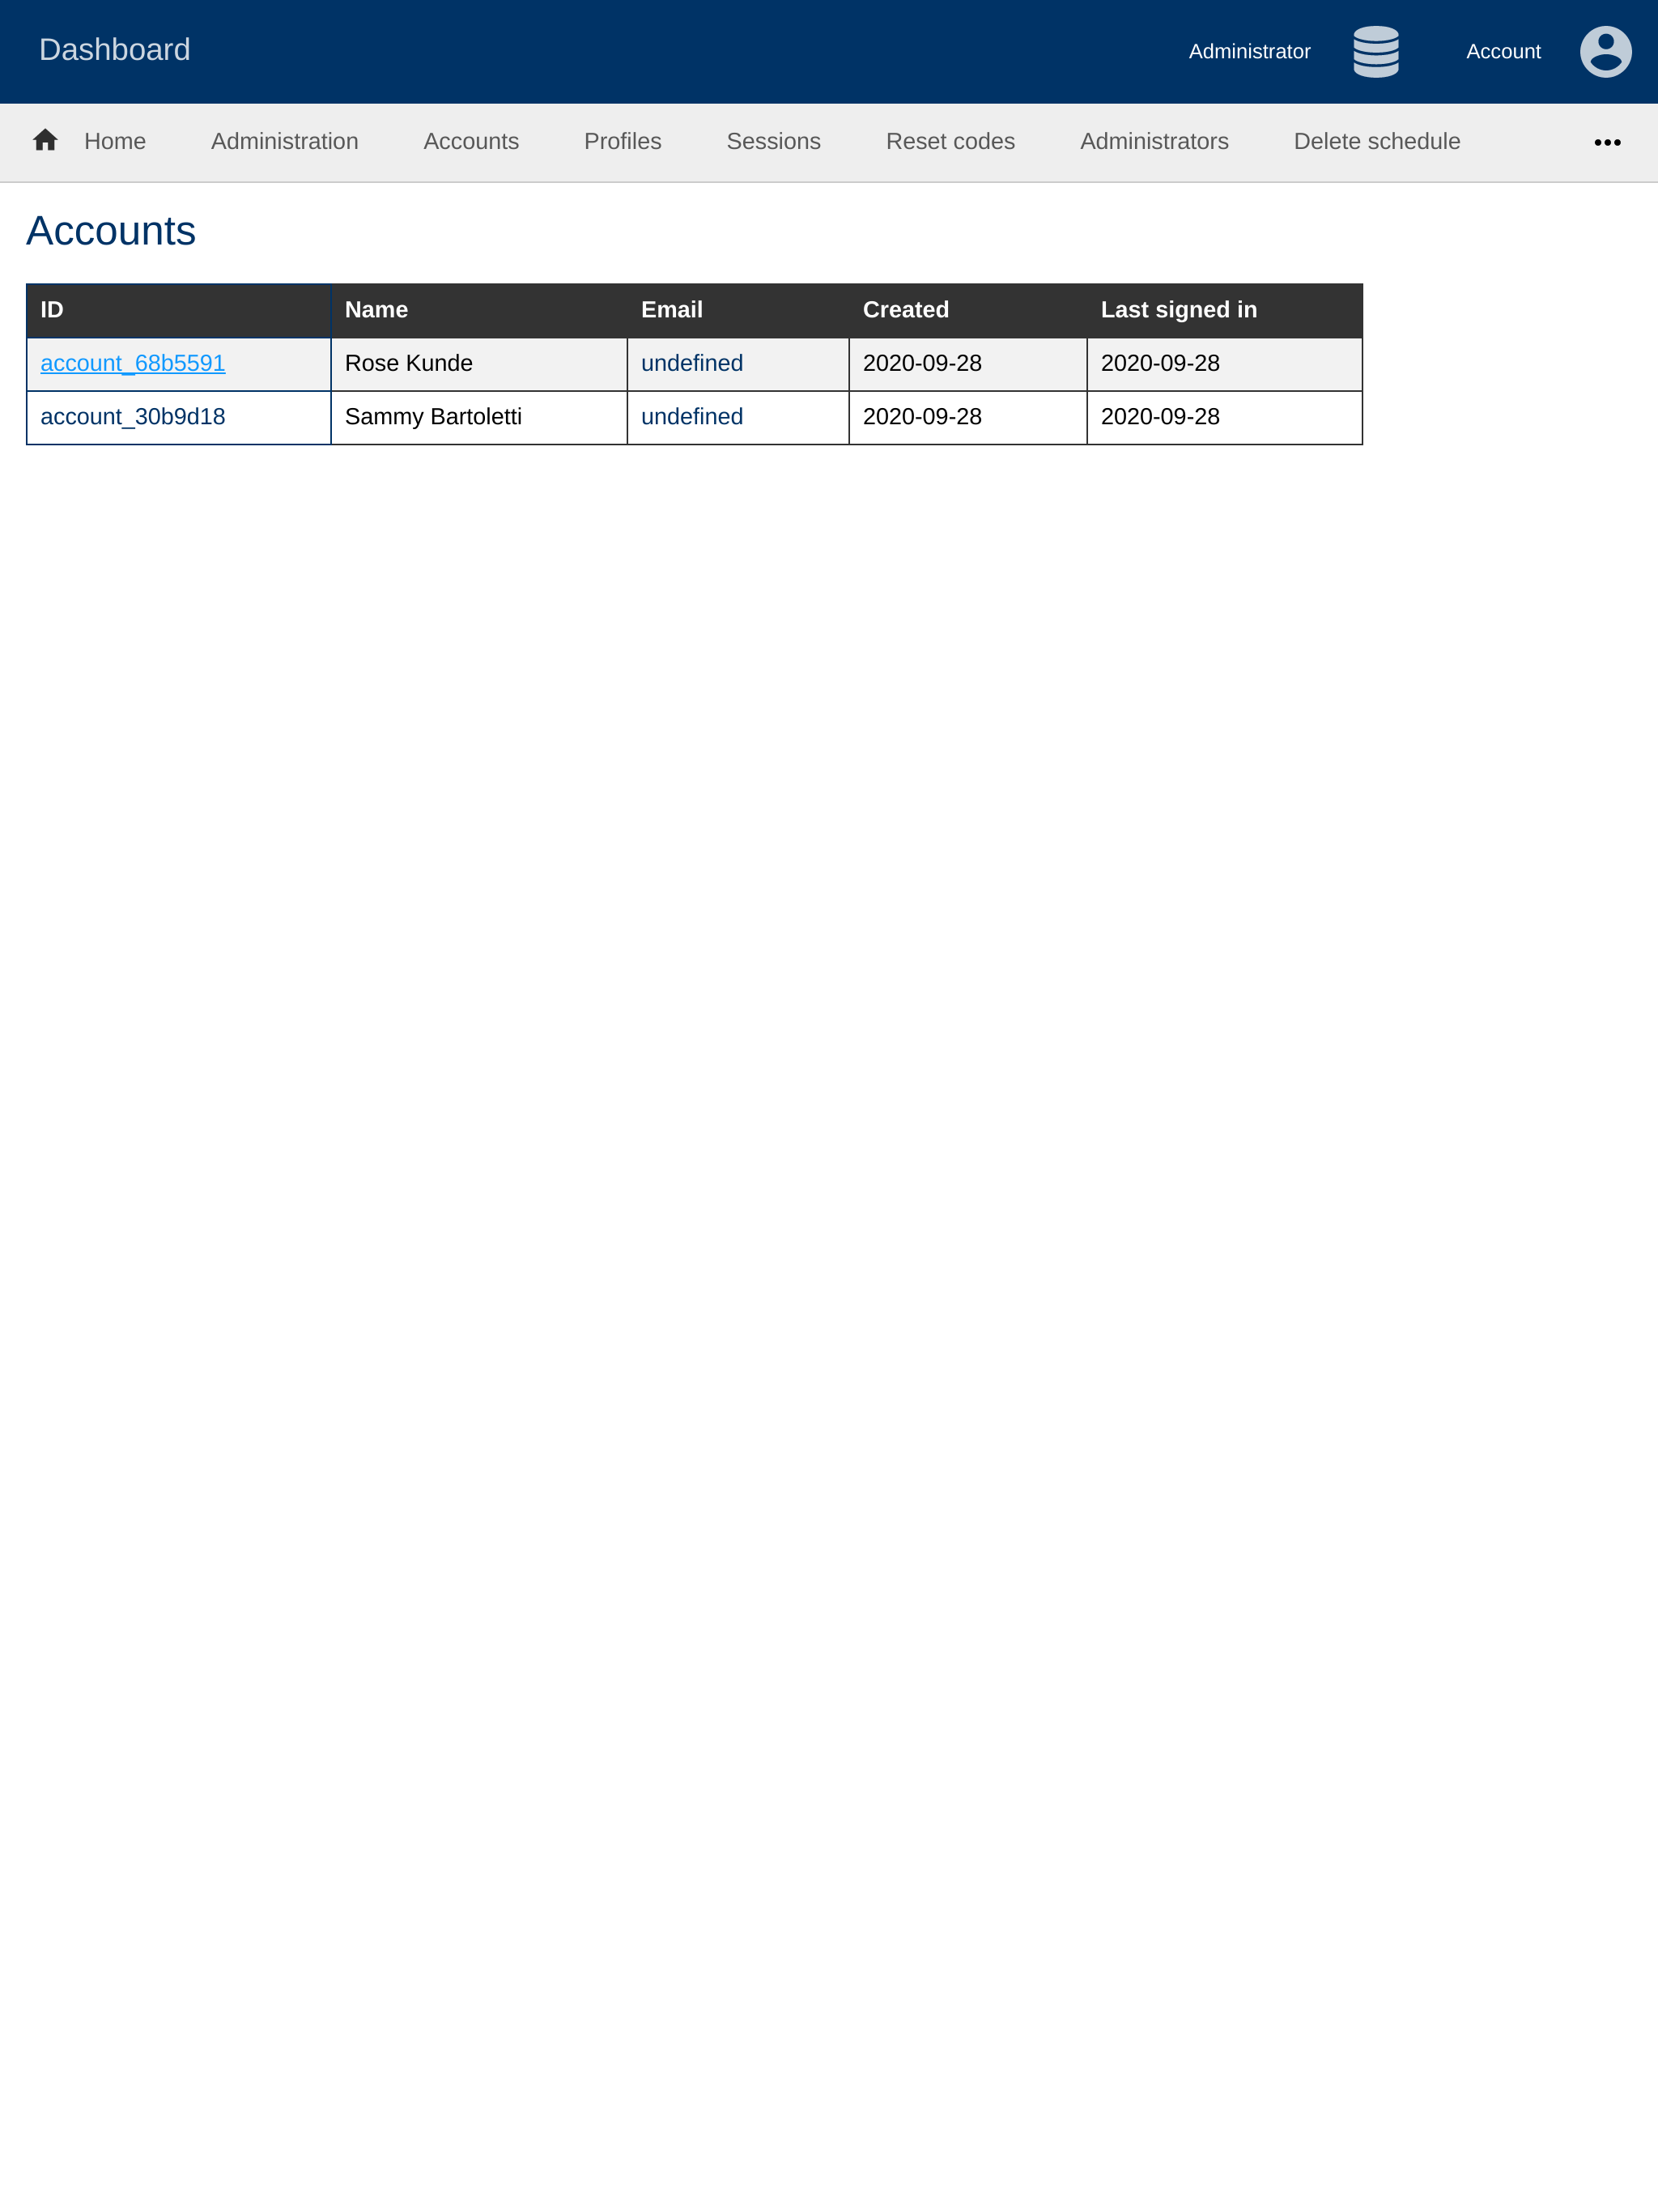 Dashboard Administrator Account
Home Administration Accounts Profiles Sessions Reset codes Administrators Delete schedule •••
Accounts
ID Name Email Created Last signed in
account_68b5591 Rose Kunde undefined 2020-09-28 2020-09-28
account_30b9d18 Sammy Bartoletti undefined 2020-09-28 2020-09-28